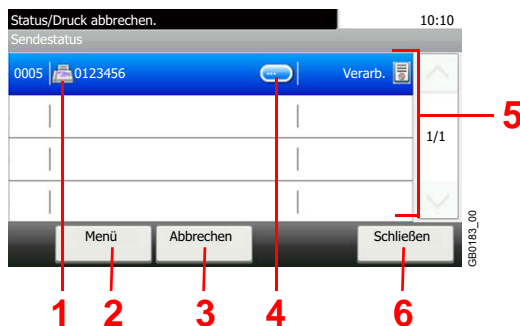 Status/Druck abbrechen. 10:10
Sendestatus
0005 0123456 ... Verarb.
5
1/1
Menü Abbrechen Schließen
GB0183_00
1 2 3 4 6